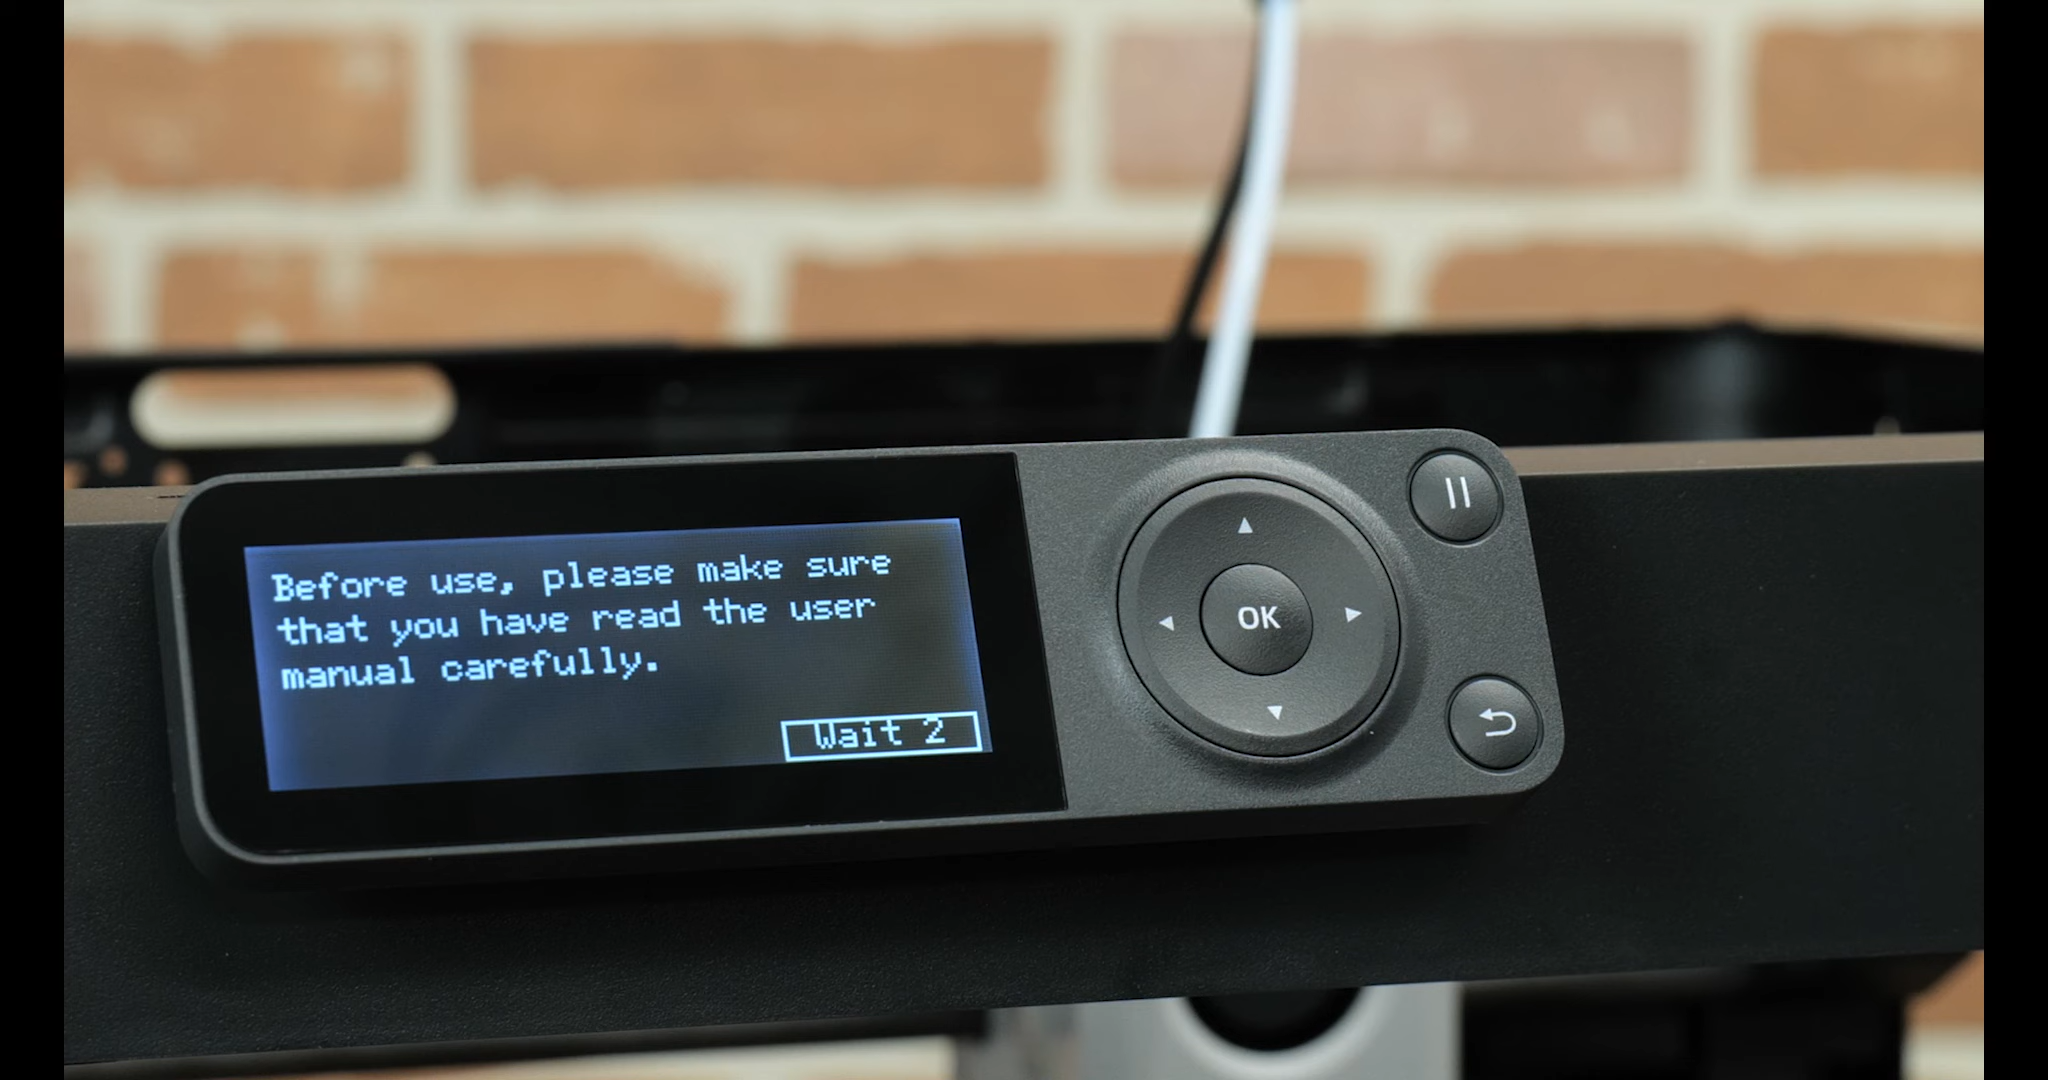 Before use, please make sure
that you have read the user
manual carefully.
Wait 2
OK